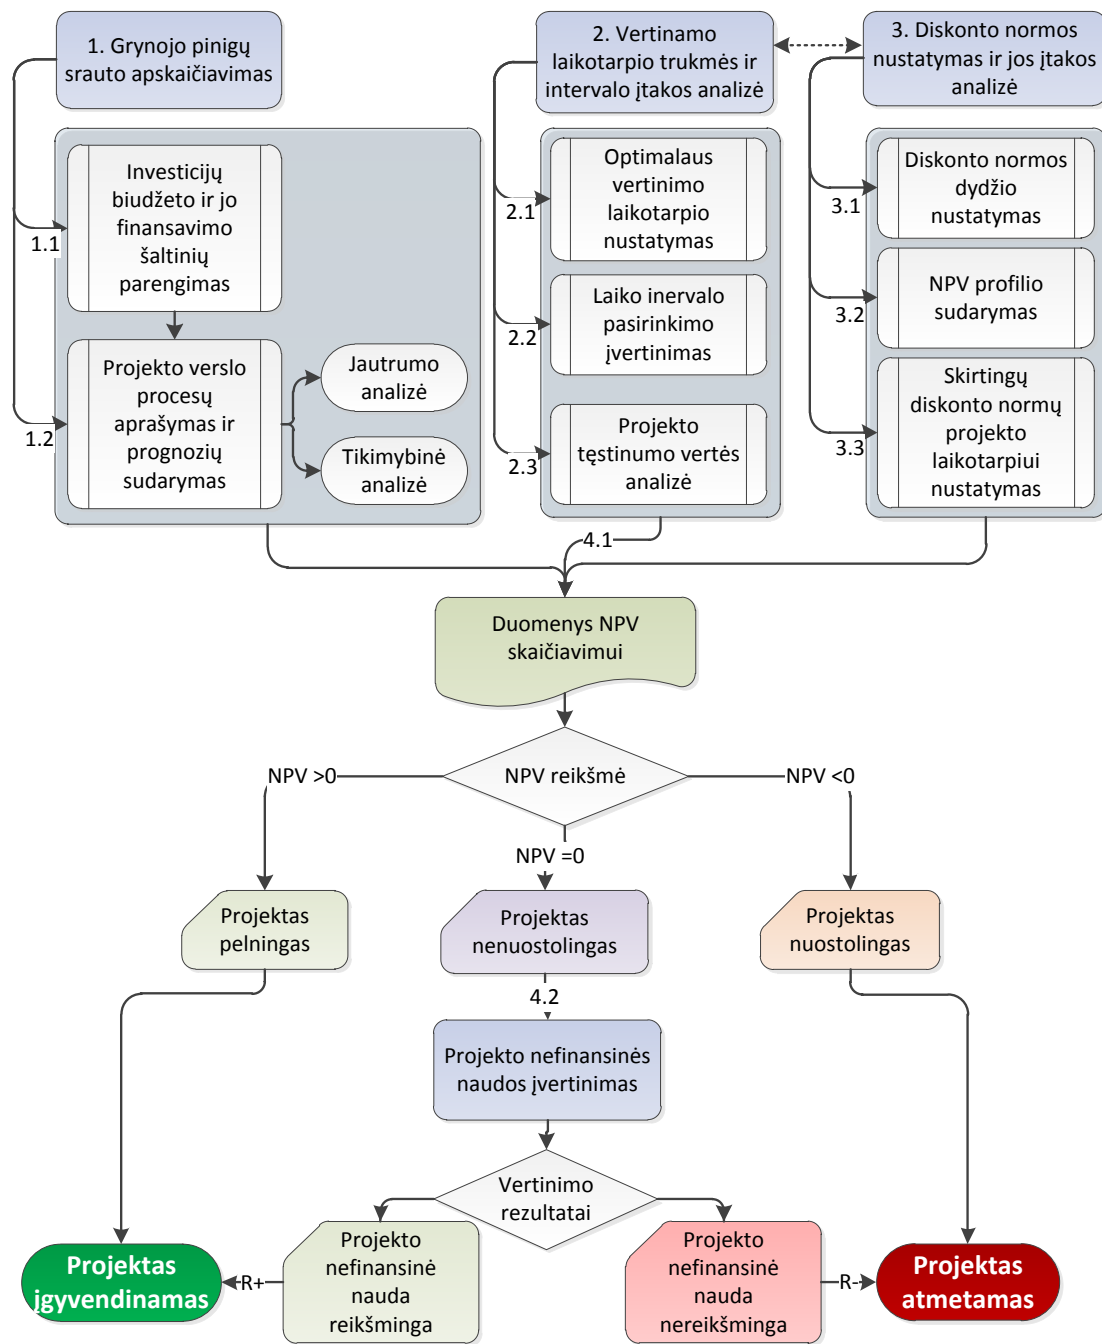 1. Grynojo pinigų
srauto apskaičiavimas
2. Vertinamo
laikotarpio trukmės ir
intervalo įtakos analizė
3. Diskonto normos
nustatymas ir jos įtakos
analizė
1.1
Investicijų
biudžeto ir jo
finansavimo
šaltinių
parengimas
1.2
Projekto verslo
procesų
aprašymas ir
prognozių
sudarymas
Jautrumo
analizė
Tikimybinė
analizė
2.1
Optimalaus
vertinimo
laikotarpio
nustatymas
2.2
Laiko inervalo
pasirinkimo
įvertinimas
2.3
Projekto
tęstinumo vertės
analizė
3.1
Diskonto normos
dydžio
nustatymas
3.2
NPV profilio
sudarymas
3.3
Skirtingų
diskonto normų
projekto
laikotarpiui
nustatymas
4.1
Duomenys NPV
skaičiavimui
NPV reikšmė
NPV >0
NPV =0
NPV <0
Projektas
pelningas
Projektas
nenuostolingas
Projektas
nuostolingas
4.2
Projekto nefinansinės
naudos įvertinimas
Vertinimo
rezultatai
Projektas
įgyvendinamas
R+
Projekto
nefinansinė
nauda
reikšminga
Projekto
nefinansinė
nauda
nereikšminga
R-
Projektas
atmetamas